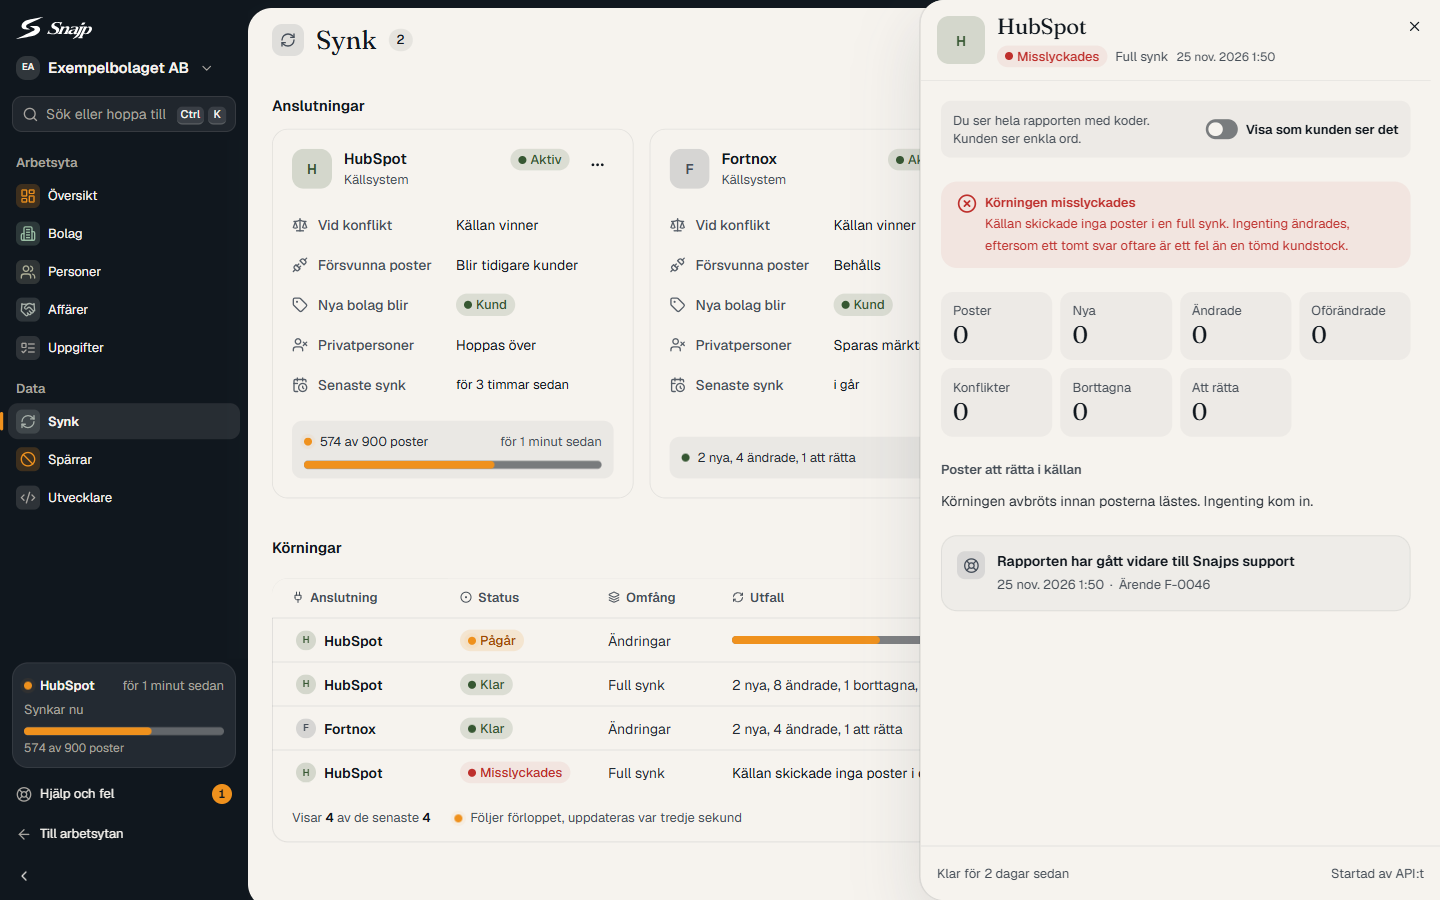 Snajp
EA Exempelbolaget AB
Sök eller hoppa till Ctrl K
Arbetsyta
Översikt
Bolag
Personer
Affärer
Uppgifter
Data
Synk
Spärrar
Utvecklare
HubSpot för 1 minut sedan
Synkar nu
574 av 900 poster
Hjälp och fel 1
Till arbetsytan
Synk 2
Anslutningar
H HubSpot Aktiv
Källsystem
Vid konflikt Källan vinner
Försvunna poster Blir tidigare kunder
Nya bolag blir Kund
Privatpersoner Hoppas över
Senaste synk för 3 timmar sedan
574 av 900 poster för 1 minut sedan
F Fortnox
Källsystem
Vid konflikt Källan vinner
Försvunna poster Behålls
Nya bolag blir Kund
Privatpersoner Sparas märkt
Senaste synk i går
2 nya, 4 ändrade, 1 att rätta
Körningar
Anslutning Status Omfång Utfall
H HubSpot Pågår Ändringar
H HubSpot Klar Full synk 2 nya, 8 ändrade, 1 borttagna,
F Fortnox Klar Ändringar 2 nya, 4 ändrade, 1 att rätta
H HubSpot Misslyckades Full synk Källan skickade inga poster i
Visar 4 av de senaste 4 Följer förloppet, uppdateras var tredje sekund
H HubSpot
Misslyckades Full synk 25 nov. 2026 1:50
Du ser hela rapporten med koder.
Kunden ser enkla ord.
Visa som kunden ser det
Körningen misslyckades
Källan skickade inga poster i en full synk. Ingenting ändrades,
eftersom ett tomt svar oftare är ett fel än en tömd kundstock.
Poster Nya Ändrade Oförändrade
0 0 0 0
Konflikter Borttagna Att rätta
0 0 0
Poster att rätta i källan
Körningen avbröts innan posterna lästes. Ingenting kom in.
Rapporten har gått vidare till Snajps support
25 nov. 2026 1:50 · Ärende F-0046
Klar för 2 dagar sedan Startad av API:t